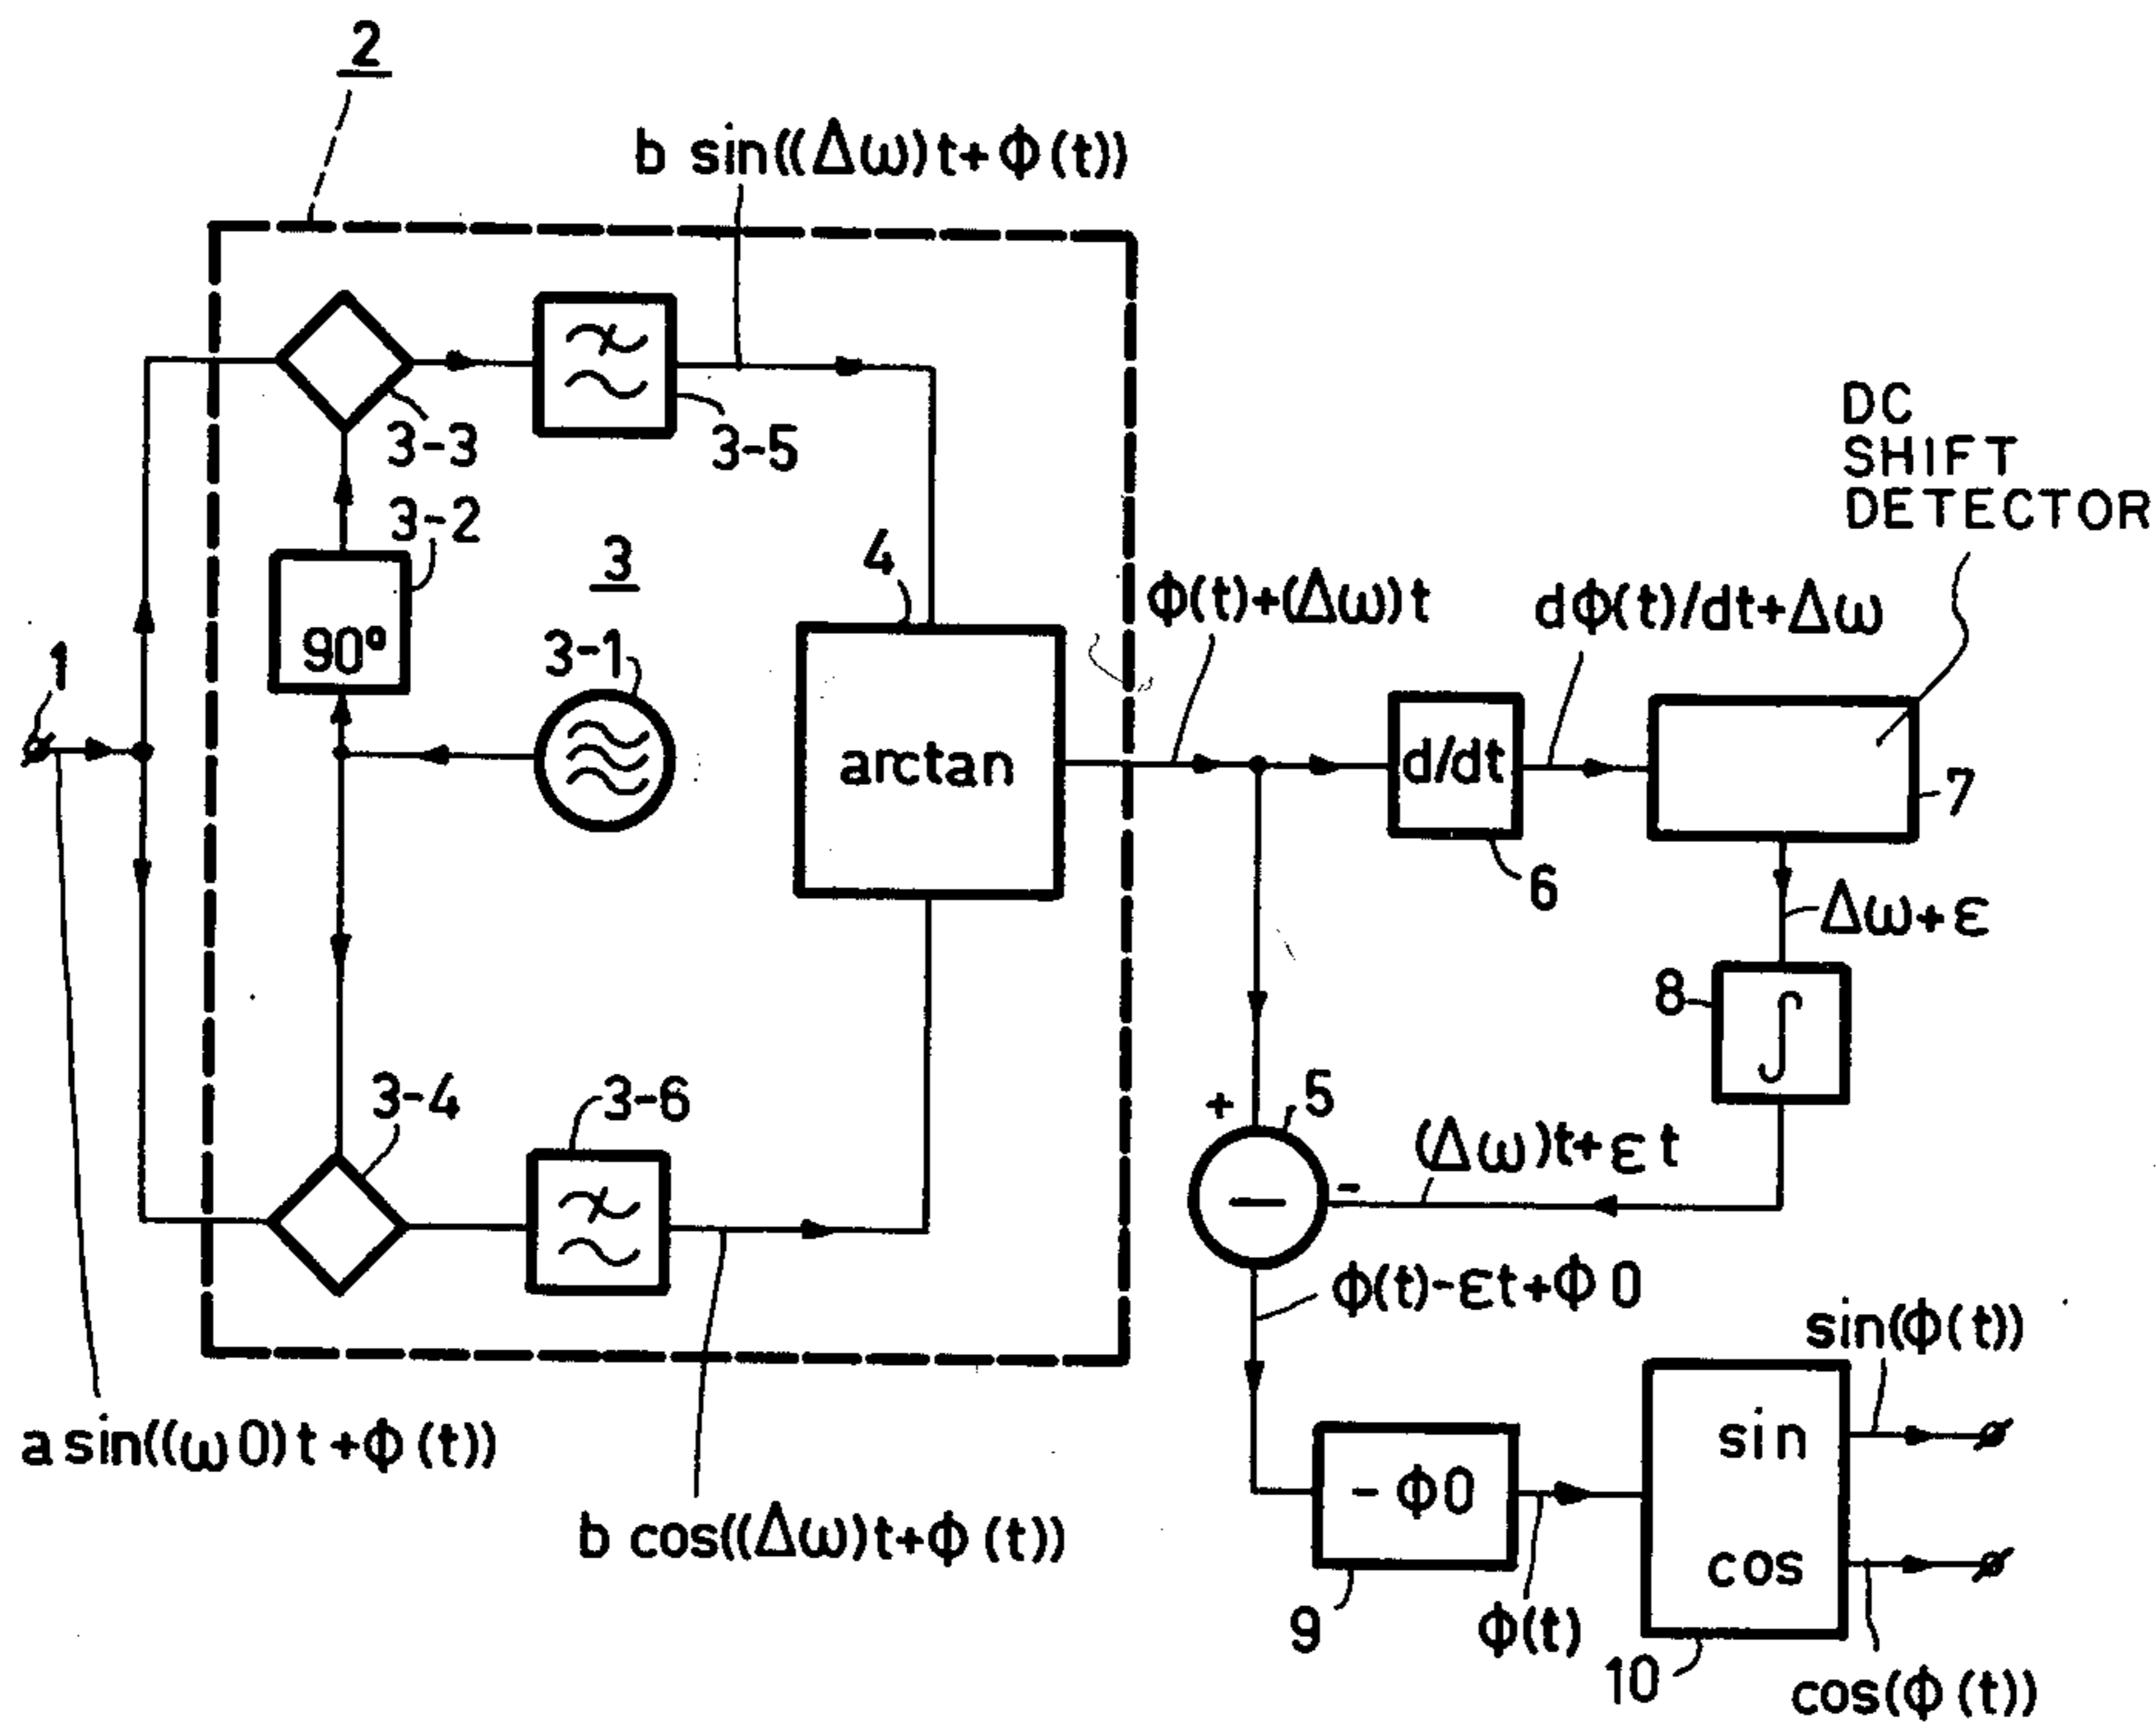 2
b sin((Δω)t+ϕ(t))
3-3
3-5
3-2
90°
3
3-1
4
arctan
1
ϕ(t)+(Δω)t
dϕ(t)/dt+Δω
DC
SHIFT
DETECTOR
d/dt
6
7
Δω+ε
8
∫
3-4
3-6
+
5
-
(Δω)t+εt
−
ϕ(t)-εt+ϕ0
a sin((ω0)t+ϕ(t))
b cos((Δω)t+ϕ(t))
- ϕ0
9
ϕ(t)
sin
cos
10
sin(ϕ(t))
cos(ϕ(t))